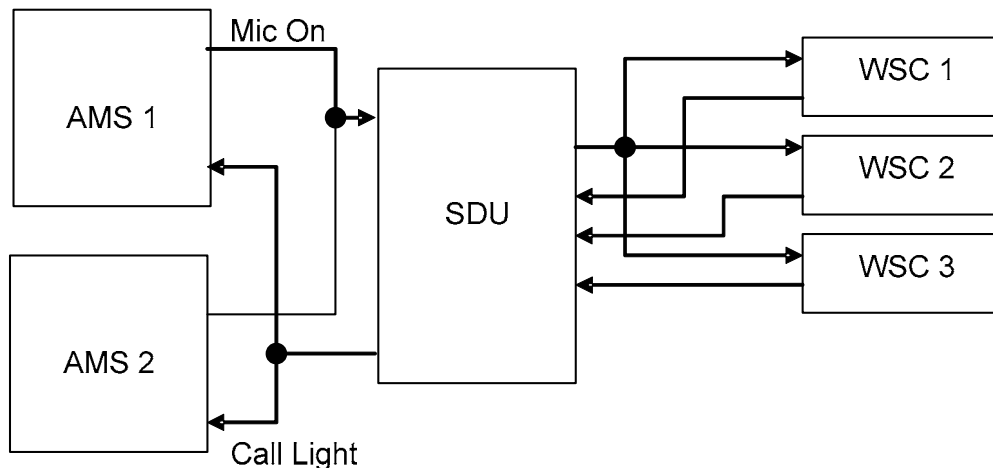 Mic On
AMS 1
SDU
WSC 1
WSC 2
WSC 3
AMS 2
Call Light